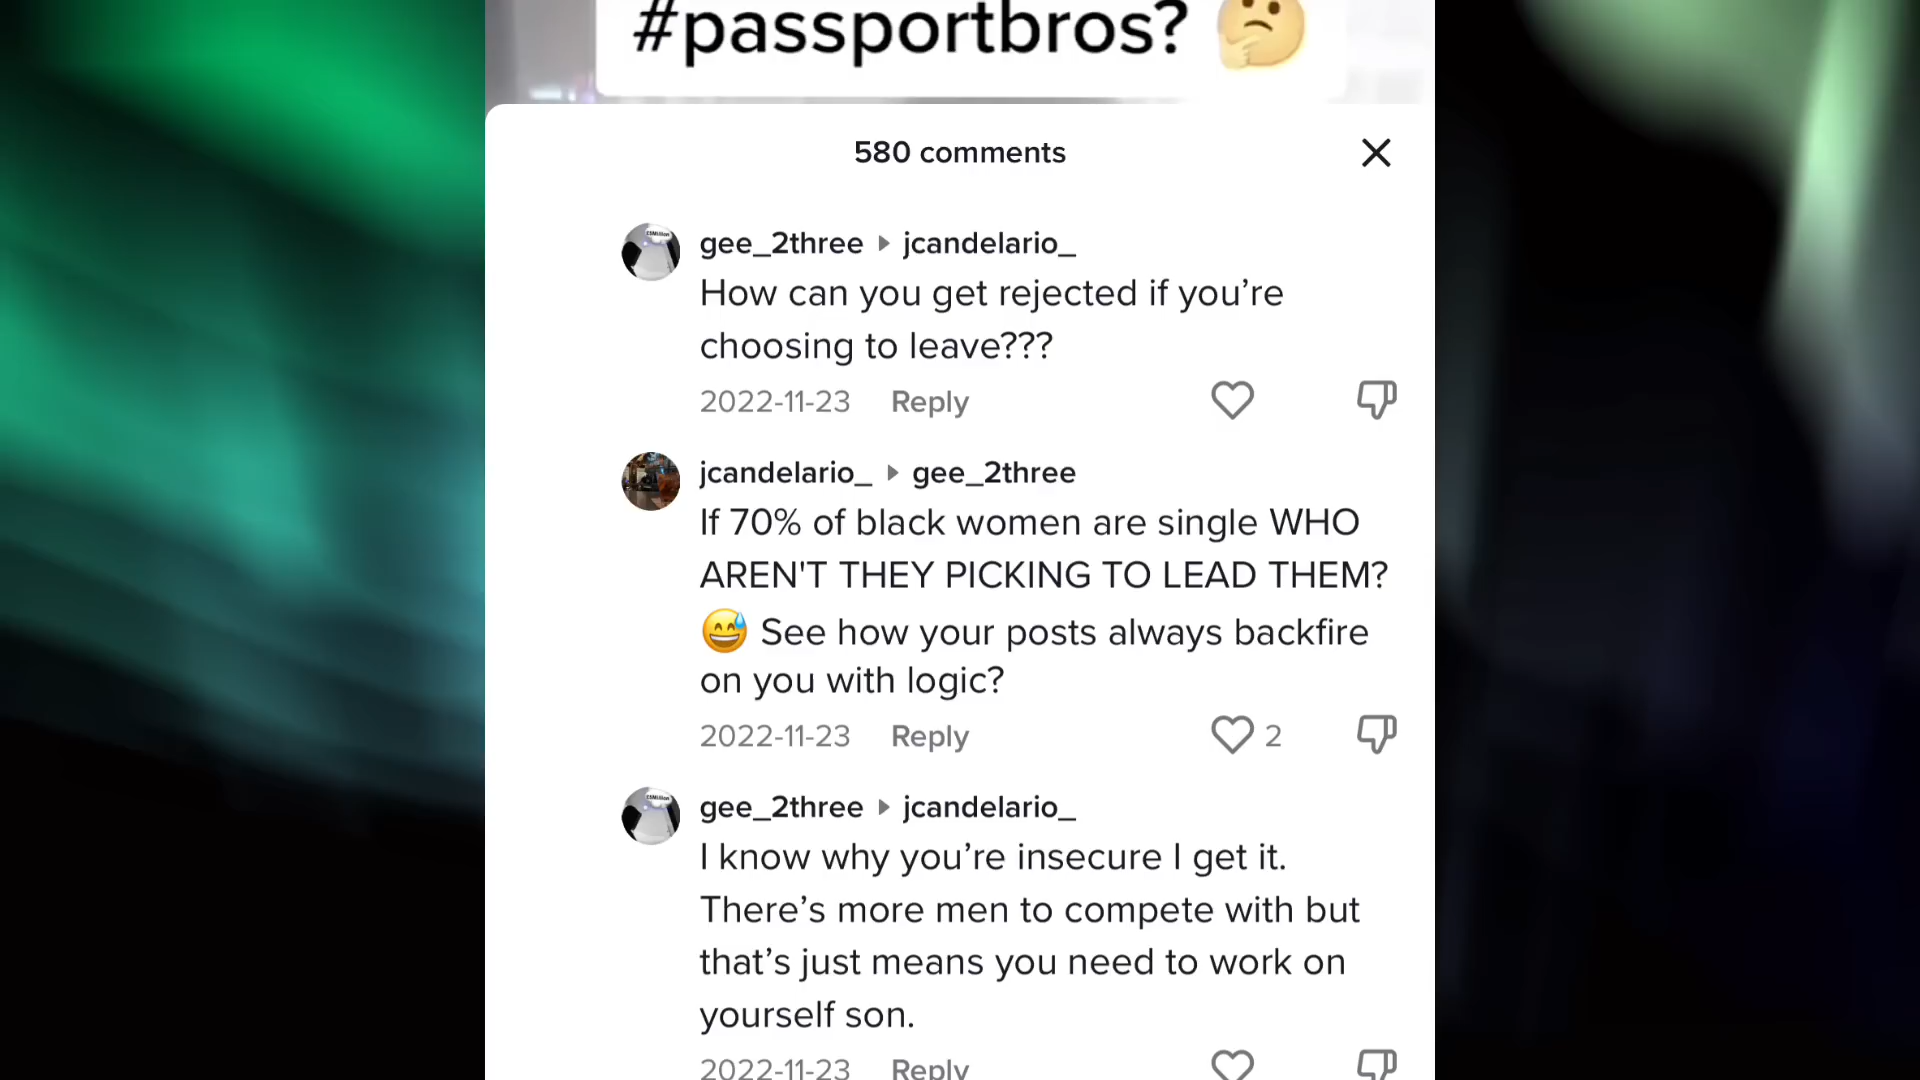 #passportbros? 🤔
580 comments
gee_2three ▸ jcandelario_
How can you get rejected if you’re
choosing to leave???
2022-11-23 Reply
jcandelario_ ▸ gee_2three
If 70% of black women are single WHO
AREN'T THEY PICKING TO LEAD THEM?
😅 See how your posts always backfire
on you with logic?
2022-11-23 Reply 2
gee_2three ▸ jcandelario_
I know why you’re insecure I get it.
There’s more men to compete with but
that’s just means you need to work on
yourself son.
2022-11-23 Reply